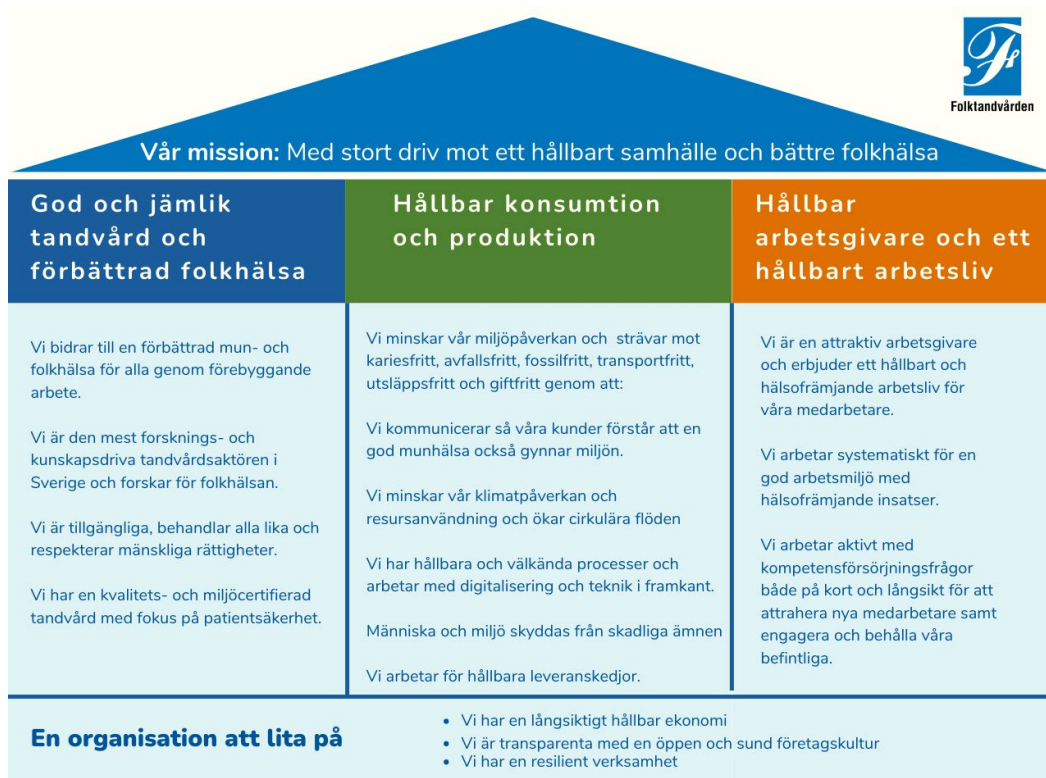 Folktandvården
Vår mission: Med stort driv mot ett hållbart samhälle och bättre folkhälsa
God och jämlik
tandvård och
förbättrad folkhälsa
Vi bidrar till en förbättrad mun- och
folkhälsa för alla genom förebyggande
arbete.
Vi är den mest forsknings- och
kunskapsdriva tandvårdsaktören i
Sverige och forskar för folkhälsan.
Vi är tillgängliga, behandlar alla lika och
respekterar mänskliga rättigheter.
Vi har en kvalitets- och miljöcertifierad
tandvård med fokus på patientsäkerhet.
Hållbar konsumtion
och produktion
Vi minskar vår miljöpåverkan och strävar mot
kariesfritt, avfallsfritt, fossilfritt, transportfritt,
utsläppsfritt och giftfritt genom att:
Vi kommunicerar så våra kunder förstår att en
god munhälsa också gynnar miljön.
Vi minskar vår klimatpåverkan och
resursanvändning och ökar cirkulära flöden
Vi har hållbara och välkända processer och
arbetar med digitalisering och teknik i framkant.
Människa och miljö skyddas från skadliga ämnen
Vi arbetar för hållbara leveranskedjor.
Hållbar
arbetsgivare och ett
hållbart arbetsliv
Vi är en attraktiv arbetsgivare
och erbjuder ett hållbart och
hälsofrämjande arbetsliv för
våra medarbetare.
Vi arbetar systematiskt för en
god arbetsmiljö med
hälsofrämjande insatser.
Vi arbetar aktivt med
kompetensförsörjningsfrågor
både på kort och långsikt för att
attrahera nya medarbetare samt
engagera och behålla våra
befintliga.
En organisation att lita på
• Vi har en långsiktigt hållbar ekonomi
• Vi är transparenta med en öppen och sund företagskultur
• Vi har en resilient verksamhet